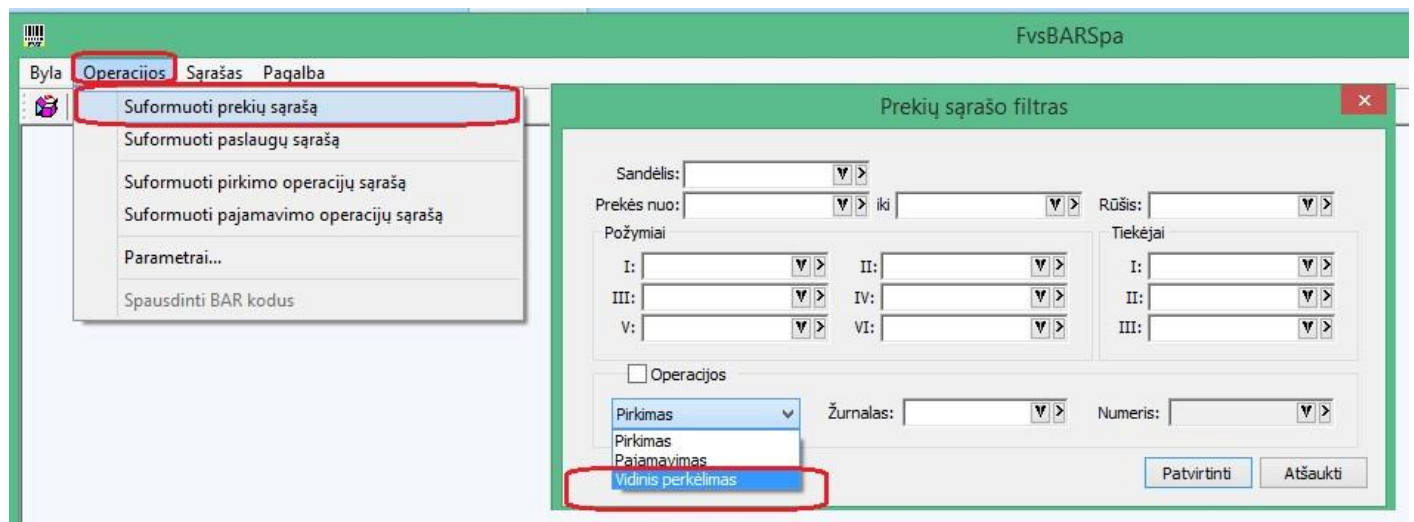 FvsBARSpa
Byla Operacijos Sąrašas Pagalba
Suformuoti prekių sąrašą
Suformuoti paslaugų sąrašą
Suformuoti pirkimo operacijų sąrašą
Suformuoti pajamavimo operacijų sąrašą
Parametrai...
Spausdinti BAR kodus
Prekių sąrašo filtras
Sandėlis:
Prekės nuo: iki Rūšis:
Požymiai Tiekėjai
I: II: I:
III: IV: II:
V: VI: III:
Operacijos
Pirkimas Žurnalas: Numeris:
Pirkimas
Pajamavimas
Vidinis perkėlimas
Patvirtinti Atšaukti